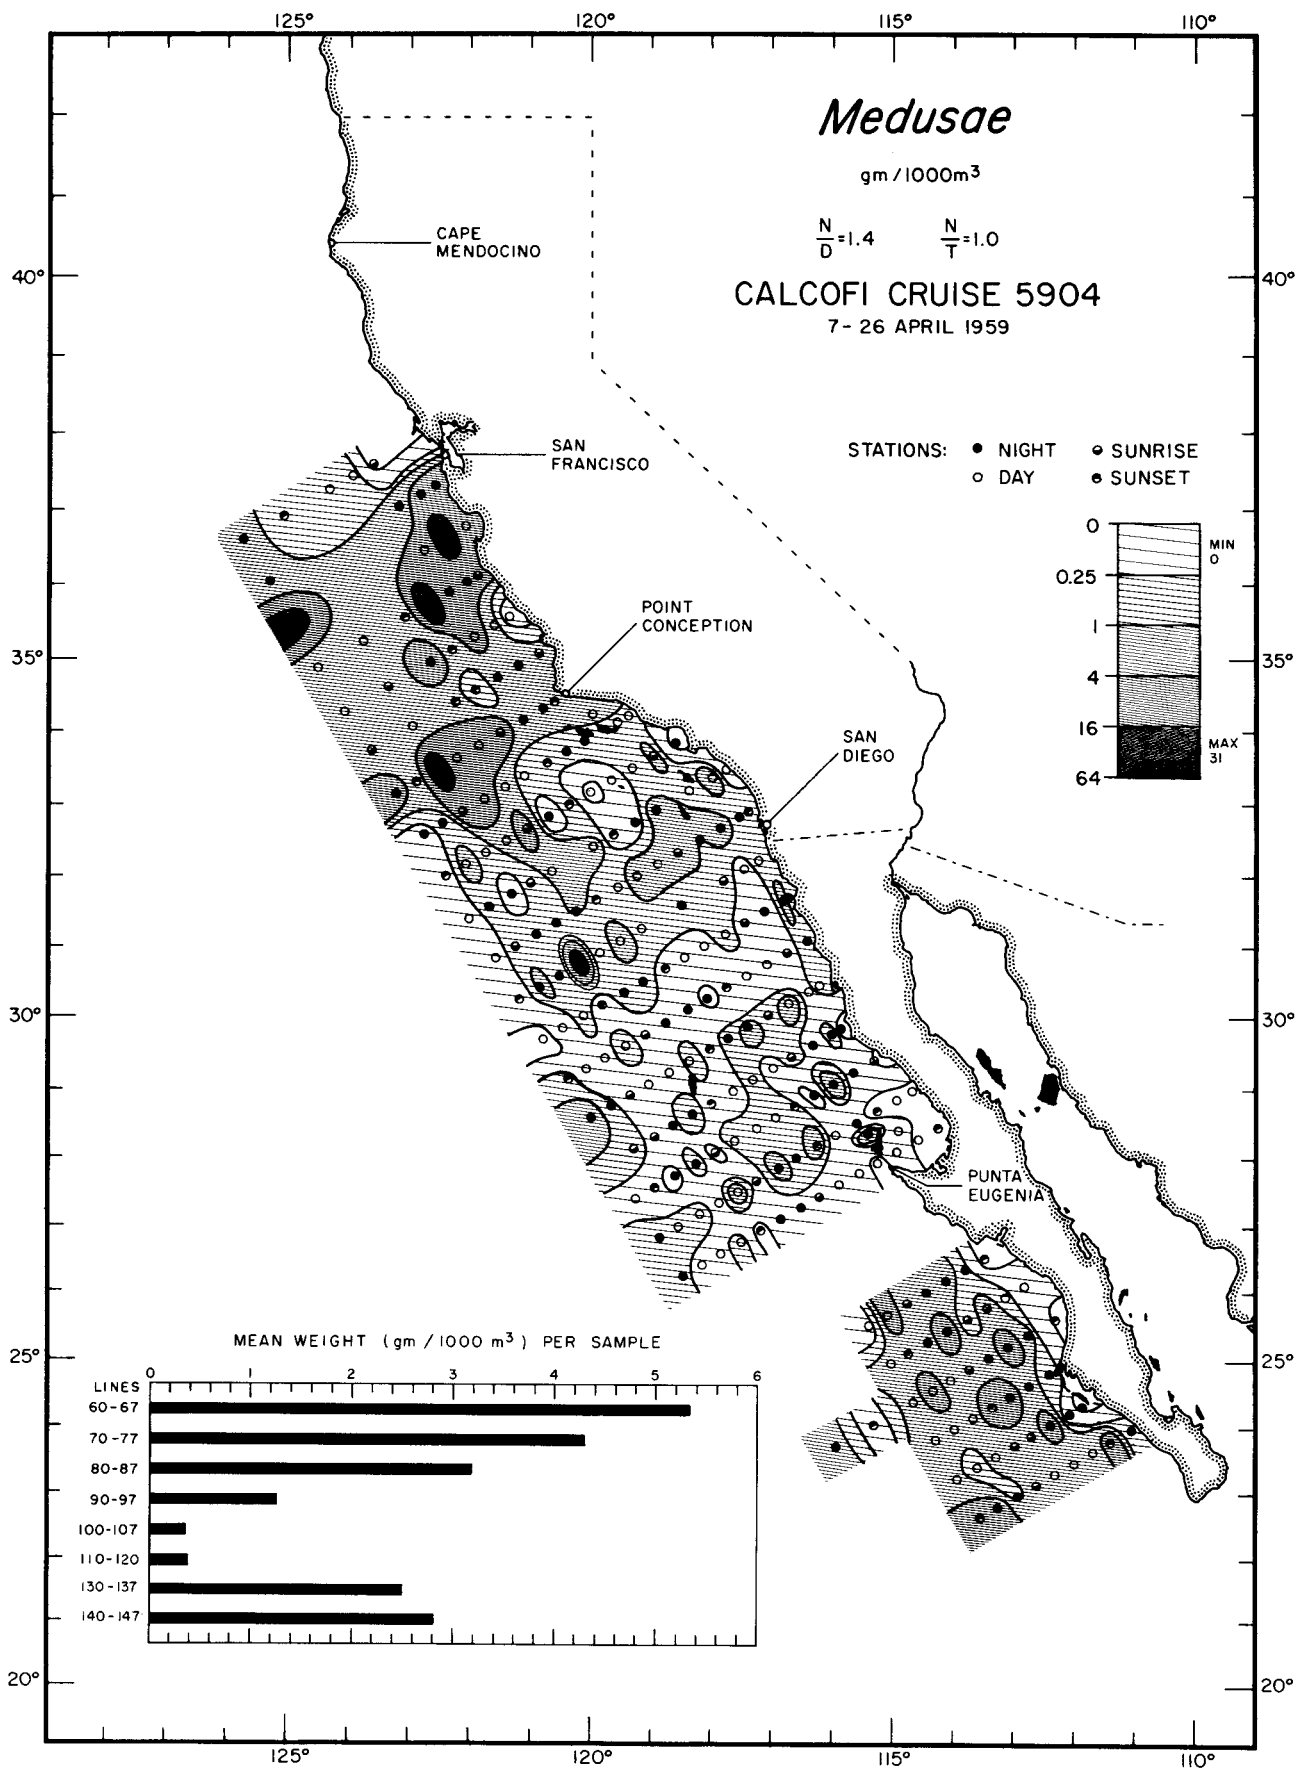 125° 120° 115° 110°
Medusae
gm/1000m³
N/D=1.4 N/T=1.0
CALCOFI CRUISE 5904
7-26 APRIL 1959
CAPE
MENDOCINO
40° 40°
SAN
FRANCISCO
STATIONS: ● NIGHT SUNRISE
○ DAY SUNSET
0
MIN
0
0.25
1
4
16
MAX
31
64
POINT
CONCEPTION
35° 35°
SAN
DIEGO
30° 30°
PUNTA
EUGENIA
MEAN WEIGHT (gm/1000 m³) PER SAMPLE
25° 25°
LINES 0 1 2 3 4 5 6
60-67
70-77
80-87
90-97
100-107
110-120
130-137
140-147
20° 20°
125° 120° 115° 110°